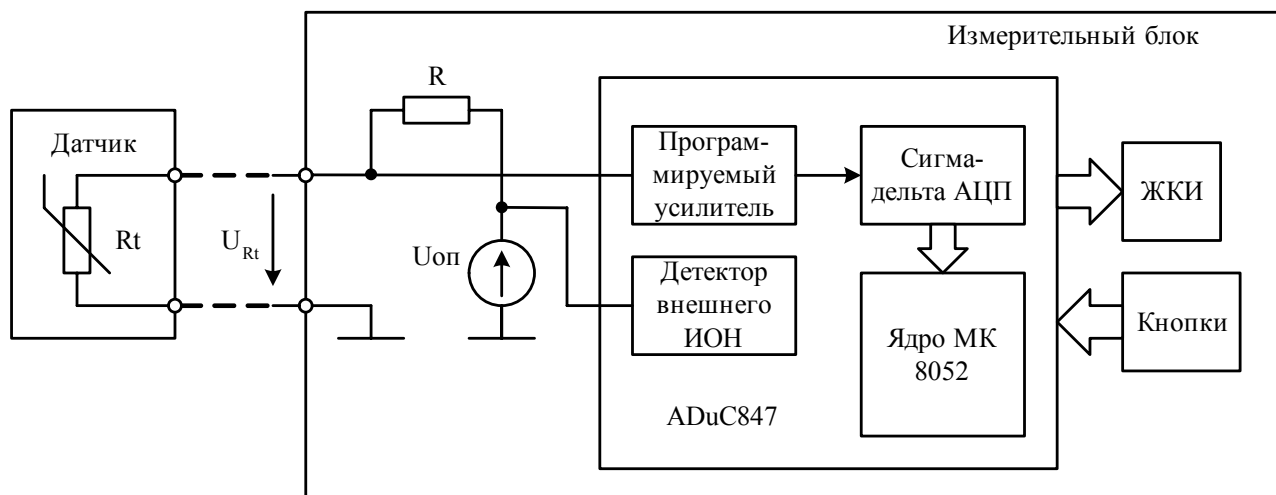 Измерительный блок
R
Датчик
Rt
U_Rt
Uоп
Програм-
мируемый
усилитель
Сигма-
дельта АЦП
ЖКИ
Детектор
внешнего
ИОН
Ядро МК
8052
Кнопки
ADuC847